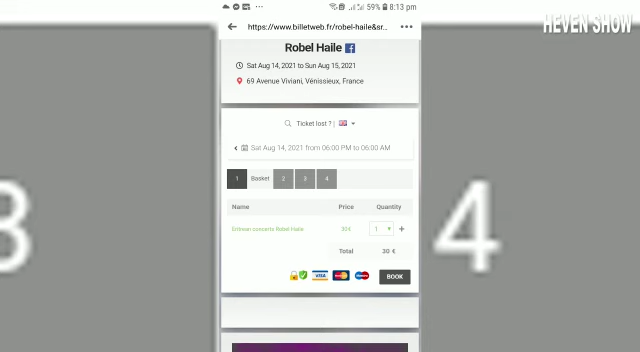 HEVEN SHOW
59% 8:13 pm
https://www.billetweb.fr/robel-haile&sr...
Robel Haile
Sat Aug 14, 2021 to Sun Aug 15, 2021
69 Avenue Viviani, Vénissieux, France
Ticket lost ? |
Sat Aug 14, 2021 from 06:00 PM to 06:00 AM
1 Basket 2 3 4
Name Price Quantity
Eritrean concerts Robel Haile 30 € 1 +
Total 30 €
VISA BOOK
3 4